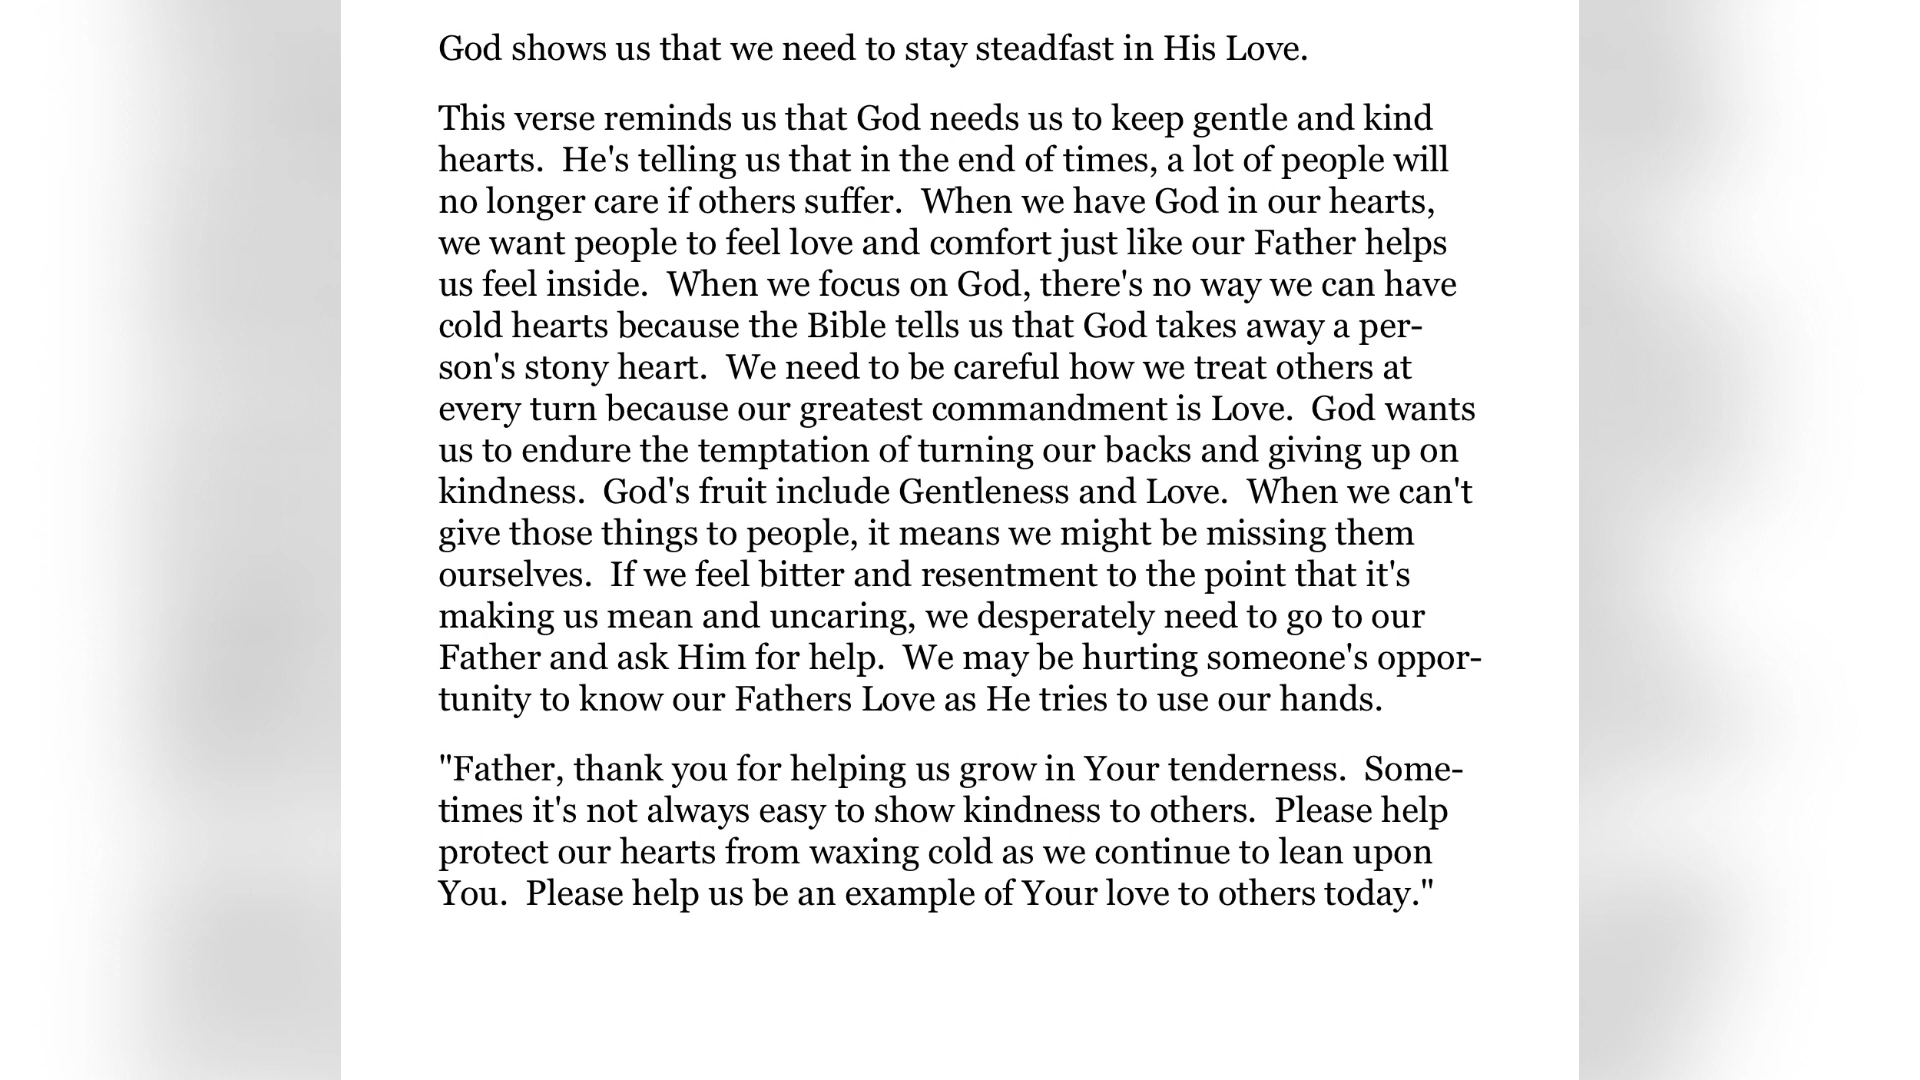 God shows us that we need to stay steadfast in His Love.
This verse reminds us that God needs us to keep gentle and kind
hearts.  He's telling us that in the end of times, a lot of people will
no longer care if others suffer.  When we have God in our hearts,
we want people to feel love and comfort just like our Father helps
us feel inside.  When we focus on God, there's no way we can have
cold hearts because the Bible tells us that God takes away a per-
son's stony heart.  We need to be careful how we treat others at
every turn because our greatest commandment is Love.  God wants
us to endure the temptation of turning our backs and giving up on
kindness.  God's fruit include Gentleness and Love.  When we can't
give those things to people, it means we might be missing them
ourselves.  If we feel bitter and resentment to the point that it's
making us mean and uncaring, we desperately need to go to our
Father and ask Him for help.  We may be hurting someone's oppor-
tunity to know our Fathers Love as He tries to use our hands.
"Father, thank you for helping us grow in Your tenderness.  Some-
times it's not always easy to show kindness to others.  Please help
protect our hearts from waxing cold as we continue to lean upon
You.  Please help us be an example of Your love to others today."